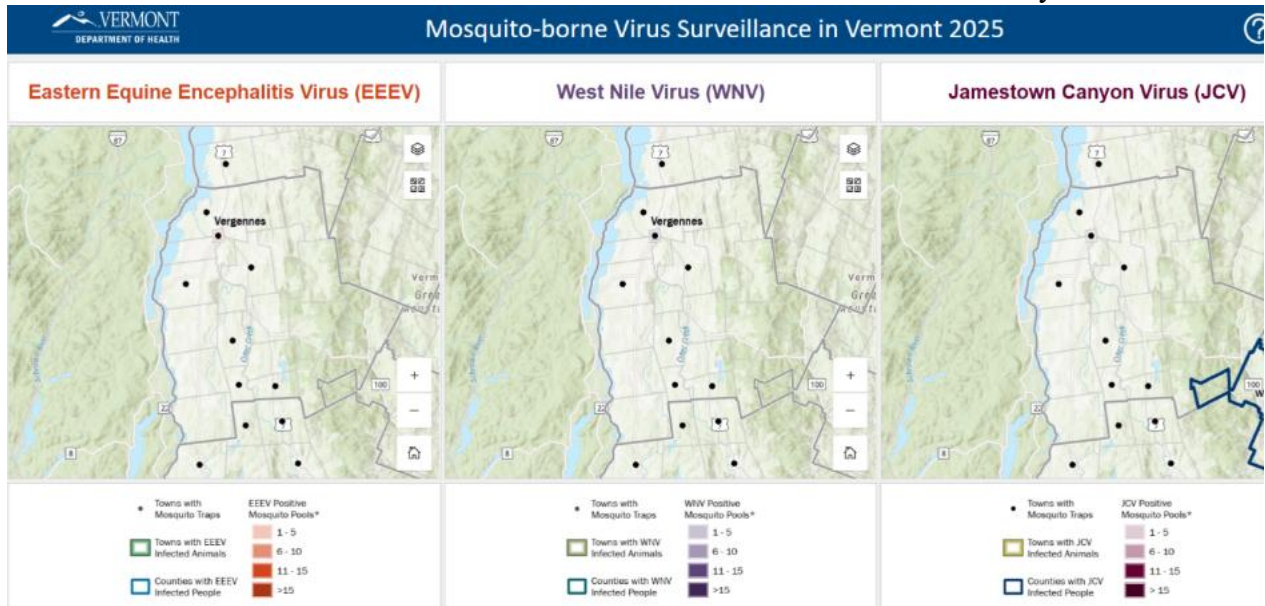 VERMONT
DEPARTMENT OF HEALTH
Mosquito-borne Virus Surveillance in Vermont 2025
?
Eastern Equine Encephalitis Virus (EEEV)
87
7
Vergennes
Verm
Gree
Otter Creek
100
22
7
8
+
−
Towns with
Mosquito Traps
Towns with EEEV
Infected Animals
Counties with EEEV
Infected People
EEEV Positive
Mosquito Pools*
1 - 5
6 - 10
11 - 15
>15
West Nile Virus (WNV)
87
7
Vergennes
Verm
Gree
Otter Creek
100
22
7
8
+
−
Towns with
Mosquito Traps
Towns with WNV
Infected Animals
Counties with WNV
Infected People
WNV Positive
Mosquito Pools*
1 - 5
6 - 10
11 - 15
>15
Jamestown Canyon Virus (JCV)
87
7
Otter Creek
100
W
22
7
8
Towns with
Mosquito Traps
Towns with JCV
Infected Animals
Counties with JCV
Infected People
JCV Positive
Mosquito Pools*
1 - 5
6 - 10
11 - 15
> 15